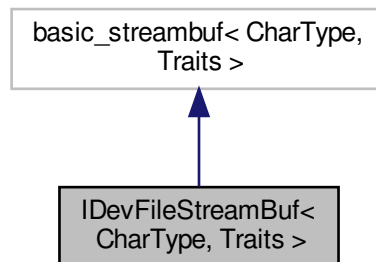 basic_streambuf< CharType,
Traits >
IDevFileStreamBuf<
CharType, Traits >